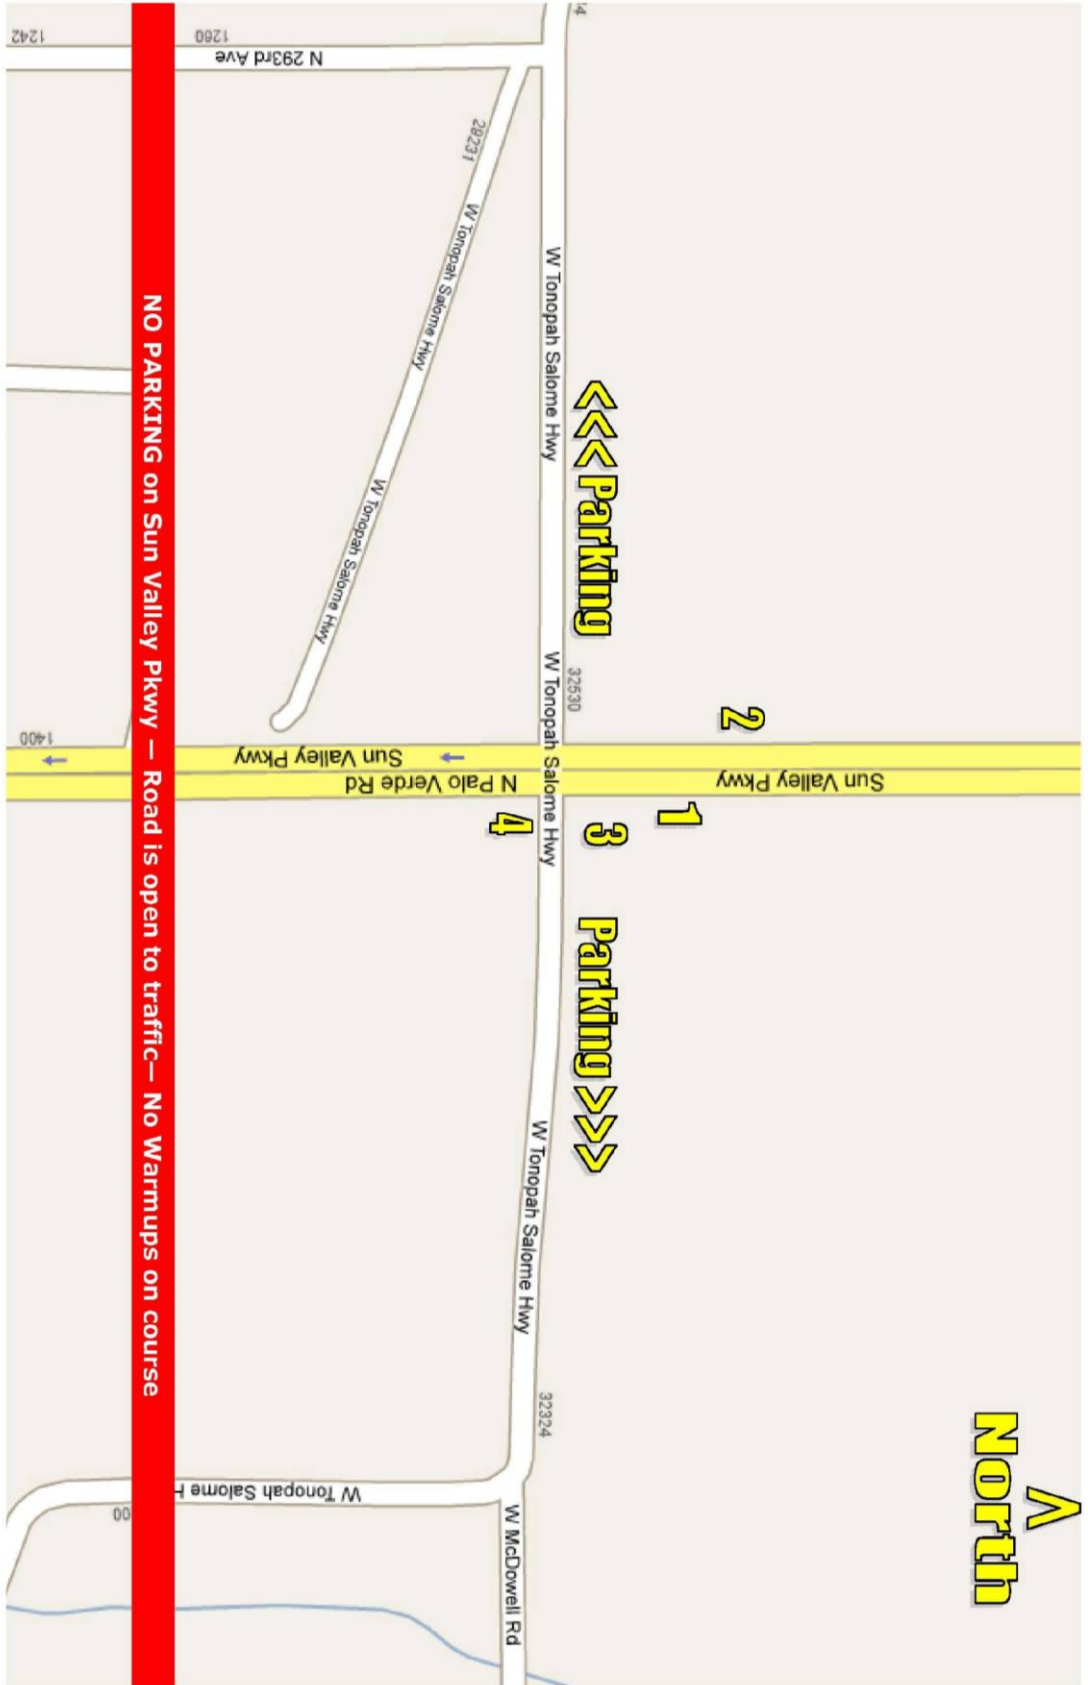 ^
North
Sun Valley Pkwy
2
1
<<< Parking
3
Parking >>>
32530
32324
W Tonopah Salome Hwy
W Tonopah Salome Hwy
W Tonopah Salome Hwy
W McDowell Rd
4
28231
W Tonopah Salome Hwy
W Tonopah Salome Hwy
N Palo Verde Rd
Sun Valley Pkwy
N 293rd Ave
W Tonopah Salome H
1260
NO PARKING on Sun Valley Pkwy — Road is open to traffic— No Warmups on course
00
1242
1400